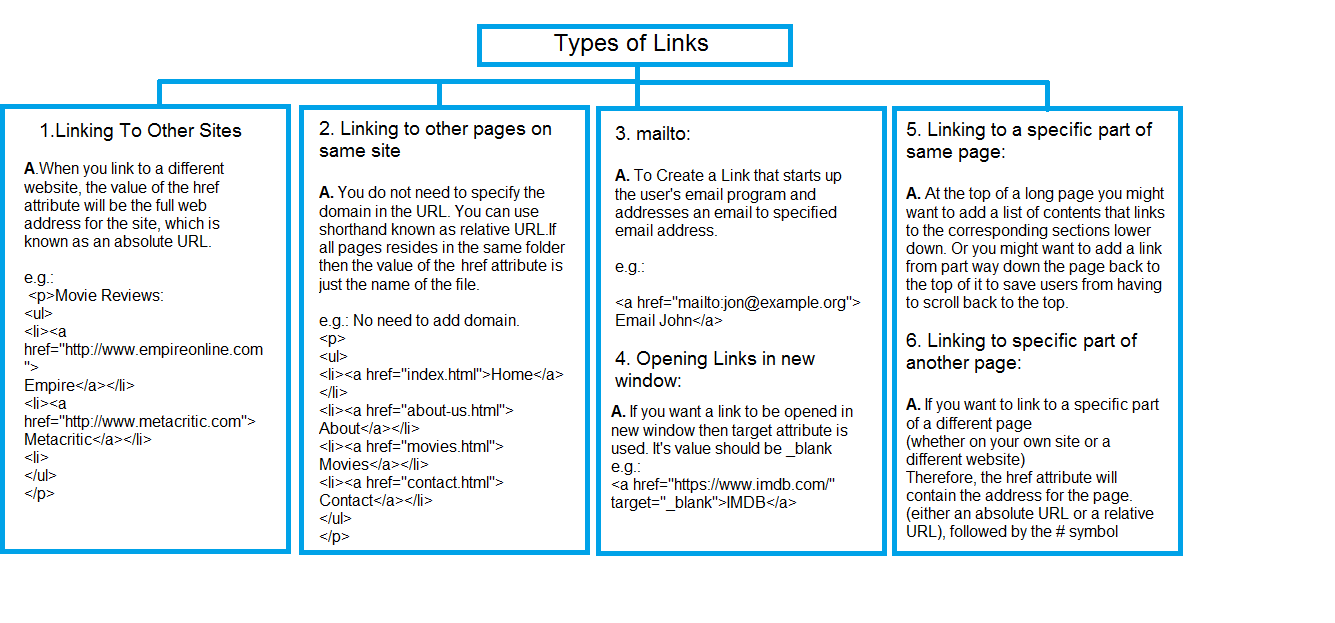 Types of Links
1.Linking To Other Sites
A.When you link to a different
website, the value of the href
attribute will be the full web
address for the site, which is
known as an absolute URL.
e.g.:
<p>Movie Reviews:
<ul>
<li><a
href="http://www.empireonline.com
">
Empire</a></li>
<li><a
href="http://www.metacritic.com">
Metacritic</a></li>
<li>
</ul>
</p>
2. Linking to other pages on
same site
A. You do not need to specify the
domain in the URL. You can use
shorthand known as relative URL.If
all pages resides in the same folder
then the value of the href attribute is
just the name of the file.
e.g.: No need to add domain.
<p>
<ul>
<li><a href="index.html">Home</a>
</li>
<li><a href="about-us.html">
About</a></li>
<li><a href="movies.html">
Movies</a></li>
<li><a href="contact.html">
Contact</a></li>
</ul>
</p>
3. mailto:
A. To Create a Link that starts up
the user's email program and
addresses an email to specified
email address.
e.g.:
<a href="mailto:jon@example.org">
Email John</a>
4. Opening Links in new
window:
A. If you want a link to be opened in
new window then target attribute is
used. It's value should be _blank
e.g.:
<a href="https://www.imdb.com/"
target="_blank">IMDB</a>
5. Linking to a specific part of
same page:
A. At the top of a long page you might
want to add a list of contents that links
to the corresponding sections lower
down. Or you might want to add a link
from part way down the page back to
the top of it to save users from having
to scroll back to the top.
6. Linking to specific part of
another page:
A. If you want to link to a specific part
of a different page
(whether on your own site or a
different website)
Therefore, the href attribute will
contain the address for the page.
(either an absolute URL or a relative
URL), followed by the # symbol